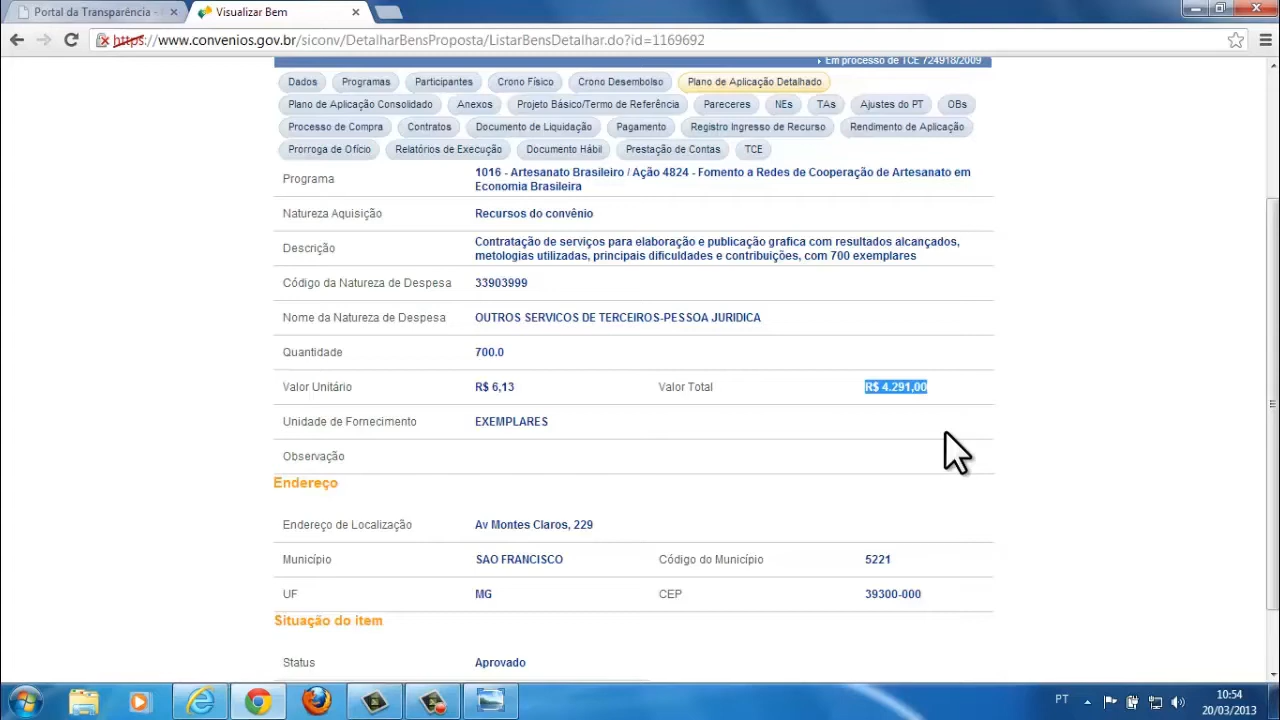 Portal da Transparência -
Visualizar Bem
https://www.convenios.gov.br/siconv/DetalharBensProposta/ListarBensDetalhar.do?id=1169692
Em processo de TCE 724918/2009
Dados Programas Participantes Crono Físico Crono Desembolso Plano de Aplicação Detalhado
Plano de Aplicação Consolidado Anexos Projeto Básico/Termo de Referência Pareceres NEs TAs Ajustes do PT OBs
Processo de Compra Contratos Documento de Liquidação Pagamento Registro Ingresso de Recurso Rendimento de Aplicação
Prorroga de Ofício Relatórios de Execução Documento Hábil Prestação de Contas TCE
Programa 1016 - Artesanato Brasileiro / Ação 4824 - Fomento a Redes de Cooperação de Artesanato em
Economia Brasileira
Natureza Aquisição Recursos do convênio
Descrição Contratação de serviços para elaboração e publicação grafica com resultados alcançados,
metologias utilizadas, principais dificuldades e contribuições, com 700 exemplares
Código da Natureza de Despesa 33903999
Nome da Natureza de Despesa OUTROS SERVICOS DE TERCEIROS-PESSOA JURIDICA
Quantidade 700.0
Valor Unitário R$ 6,13 Valor Total R$ 4.291,00
Unidade de Fornecimento EXEMPLARES
Observação
Endereço
Endereço de Localização Av Montes Claros, 229
Município SAO FRANCISCO Código do Município 5221
UF MG CEP 39300-000
Situação do item
Status Aprovado
PT 10:54
20/03/2013